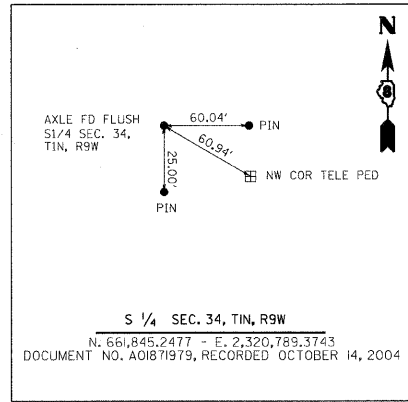 N
8
AXLE FD FLUSH
S1/4 SEC. 34,
T1N, R9W
60.04'
PIN
60.94'
25.00'
NW COR TELE PED
PIN
S 1/4 SEC. 34, T1N, R9W
N. 661,845.2477 - E. 2,320,789.3743
DOCUMENT NO. A01871979, RECORDED OCTOBER 14, 2004